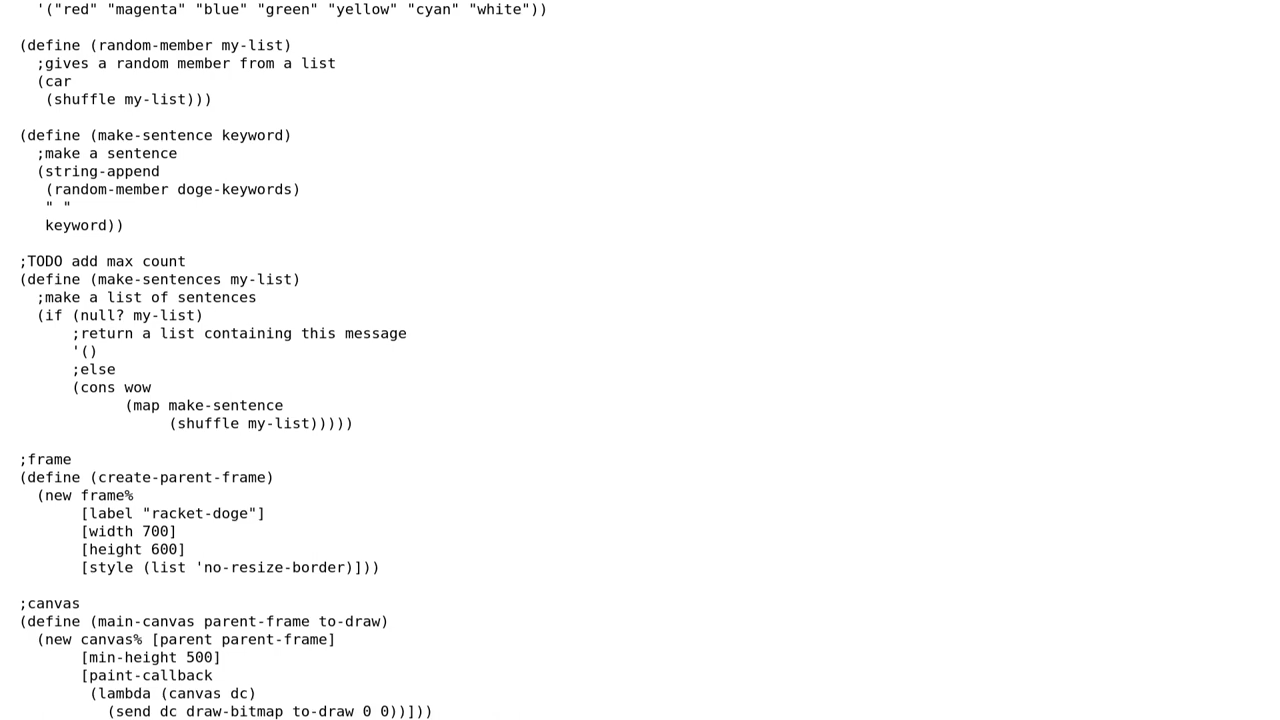 '("red" "magenta" "blue" "green" "yellow" "cyan" "white"))
(define (random-member my-list)
;gives a random member from a list
(car
(shuffle my-list)))
(define (make-sentence keyword)
;make a sentence
(string-append
(random-member doge-keywords)
" "
keyword))
;TODO add max count
(define (make-sentences my-list)
;make a list of sentences
(if (null? my-list)
;return a list containing this message
'()
;else
(cons wow
(map make-sentence
(shuffle my-list)))))
;frame
(define (create-parent-frame)
(new frame%
[label "racket-doge"]
[width 700]
[height 600]
[style (list 'no-resize-border)]))
;canvas
(define (main-canvas parent-frame to-draw)
(new canvas% [parent parent-frame]
[min-height 500]
[paint-callback
(lambda (canvas dc)
(send dc draw-bitmap to-draw 0 0))]))